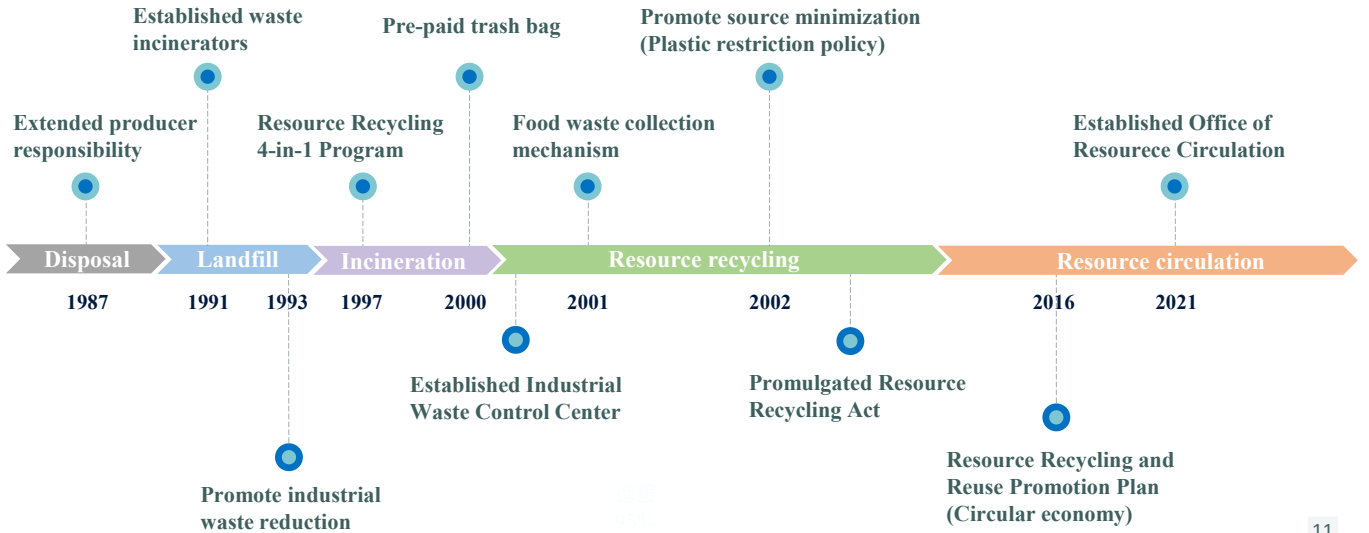 Established waste
incinerators
Pre-paid trash bag
Promote source minimization
(Plastic restriction policy)
Extended producer
responsibility
Resource Recycling
4-in-1 Program
Food waste collection
mechanism
Established Office of
Resourece Circulation
Disposal
Landfill
Incineration
Resource recycling
Resource circulation
1987
1991
1993
1997
2000
2001
2002
2016
2021
Established Industrial
Waste Control Center
Promulgated Resource
Recycling Act
Promote industrial
waste reduction
Resource Recycling and
Reuse Promotion Plan
(Circular economy)
11